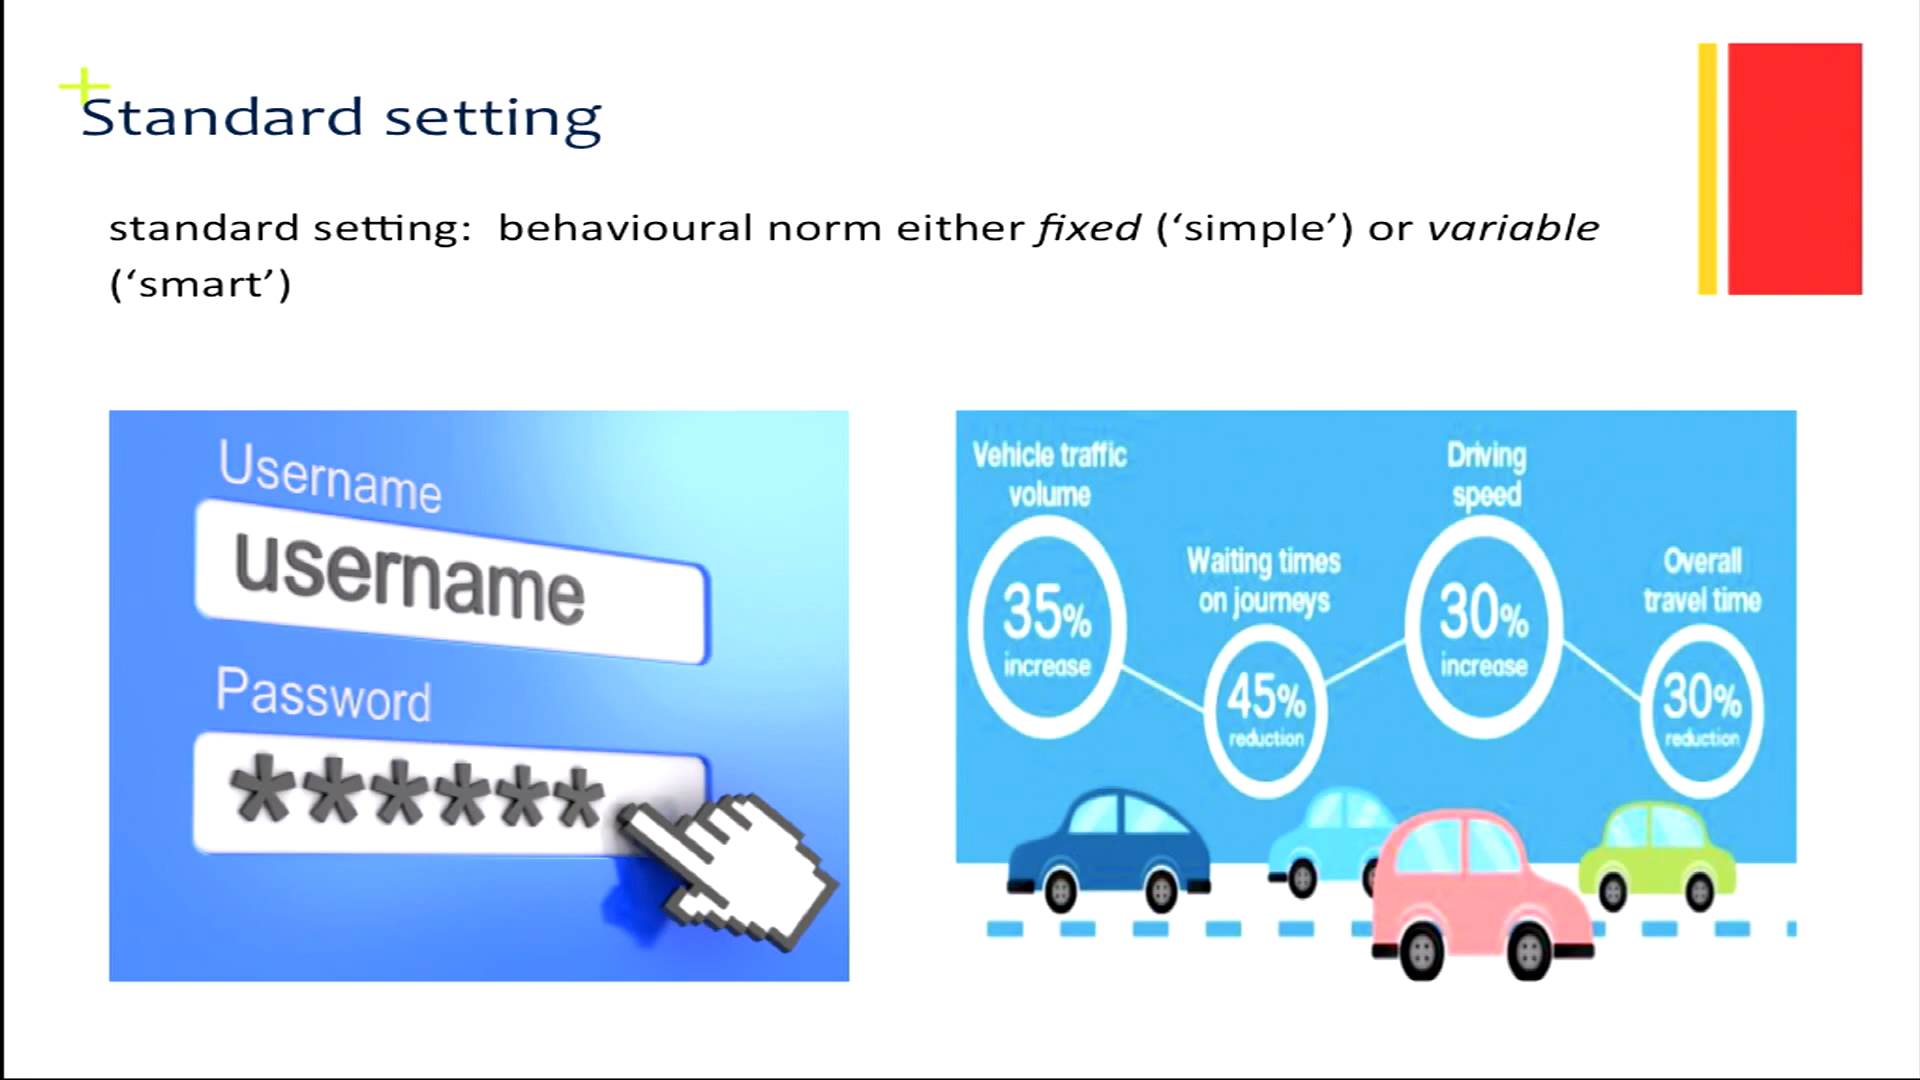 Standard setting
standard setting:  behavioural norm either fixed (‘simple’) or variable
(‘smart’)
Username
username
Password
******
Vehicle traffic
volume
35%
increase
Waiting times
on journeys
45%
reduction
Driving
speed
30%
increase
Overall
travel time
30%
reduction